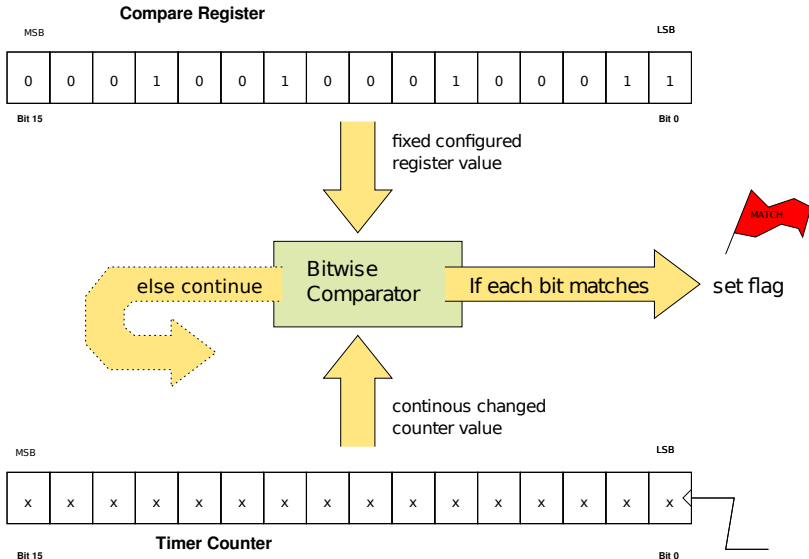 Compare Register
MSB LSB
0 0 0 1 0 0 1 0 0 0 1 0 0 0 1 1
Bit 15 Bit 0
fixed configured
register value
MATCH
Bitwise
Comparator
else continue
If each bit matches
set flag
continous changed
counter value
MSB LSB
x x x x x x x x x x x x x x x x
Timer Counter
Bit 15 Bit 0